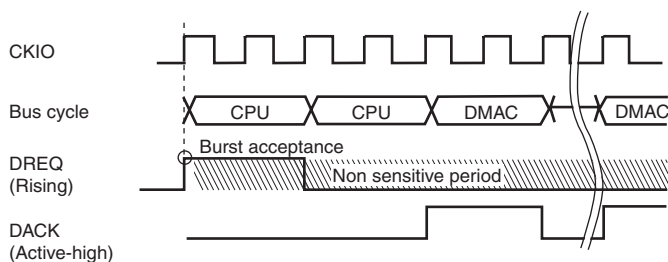 CKIO
Bus cycle
CPU
CPU
DMAC
DMAC
Burst acceptance
DREQ
(Rising)
Non sensitive period
DACK
(Active-high)